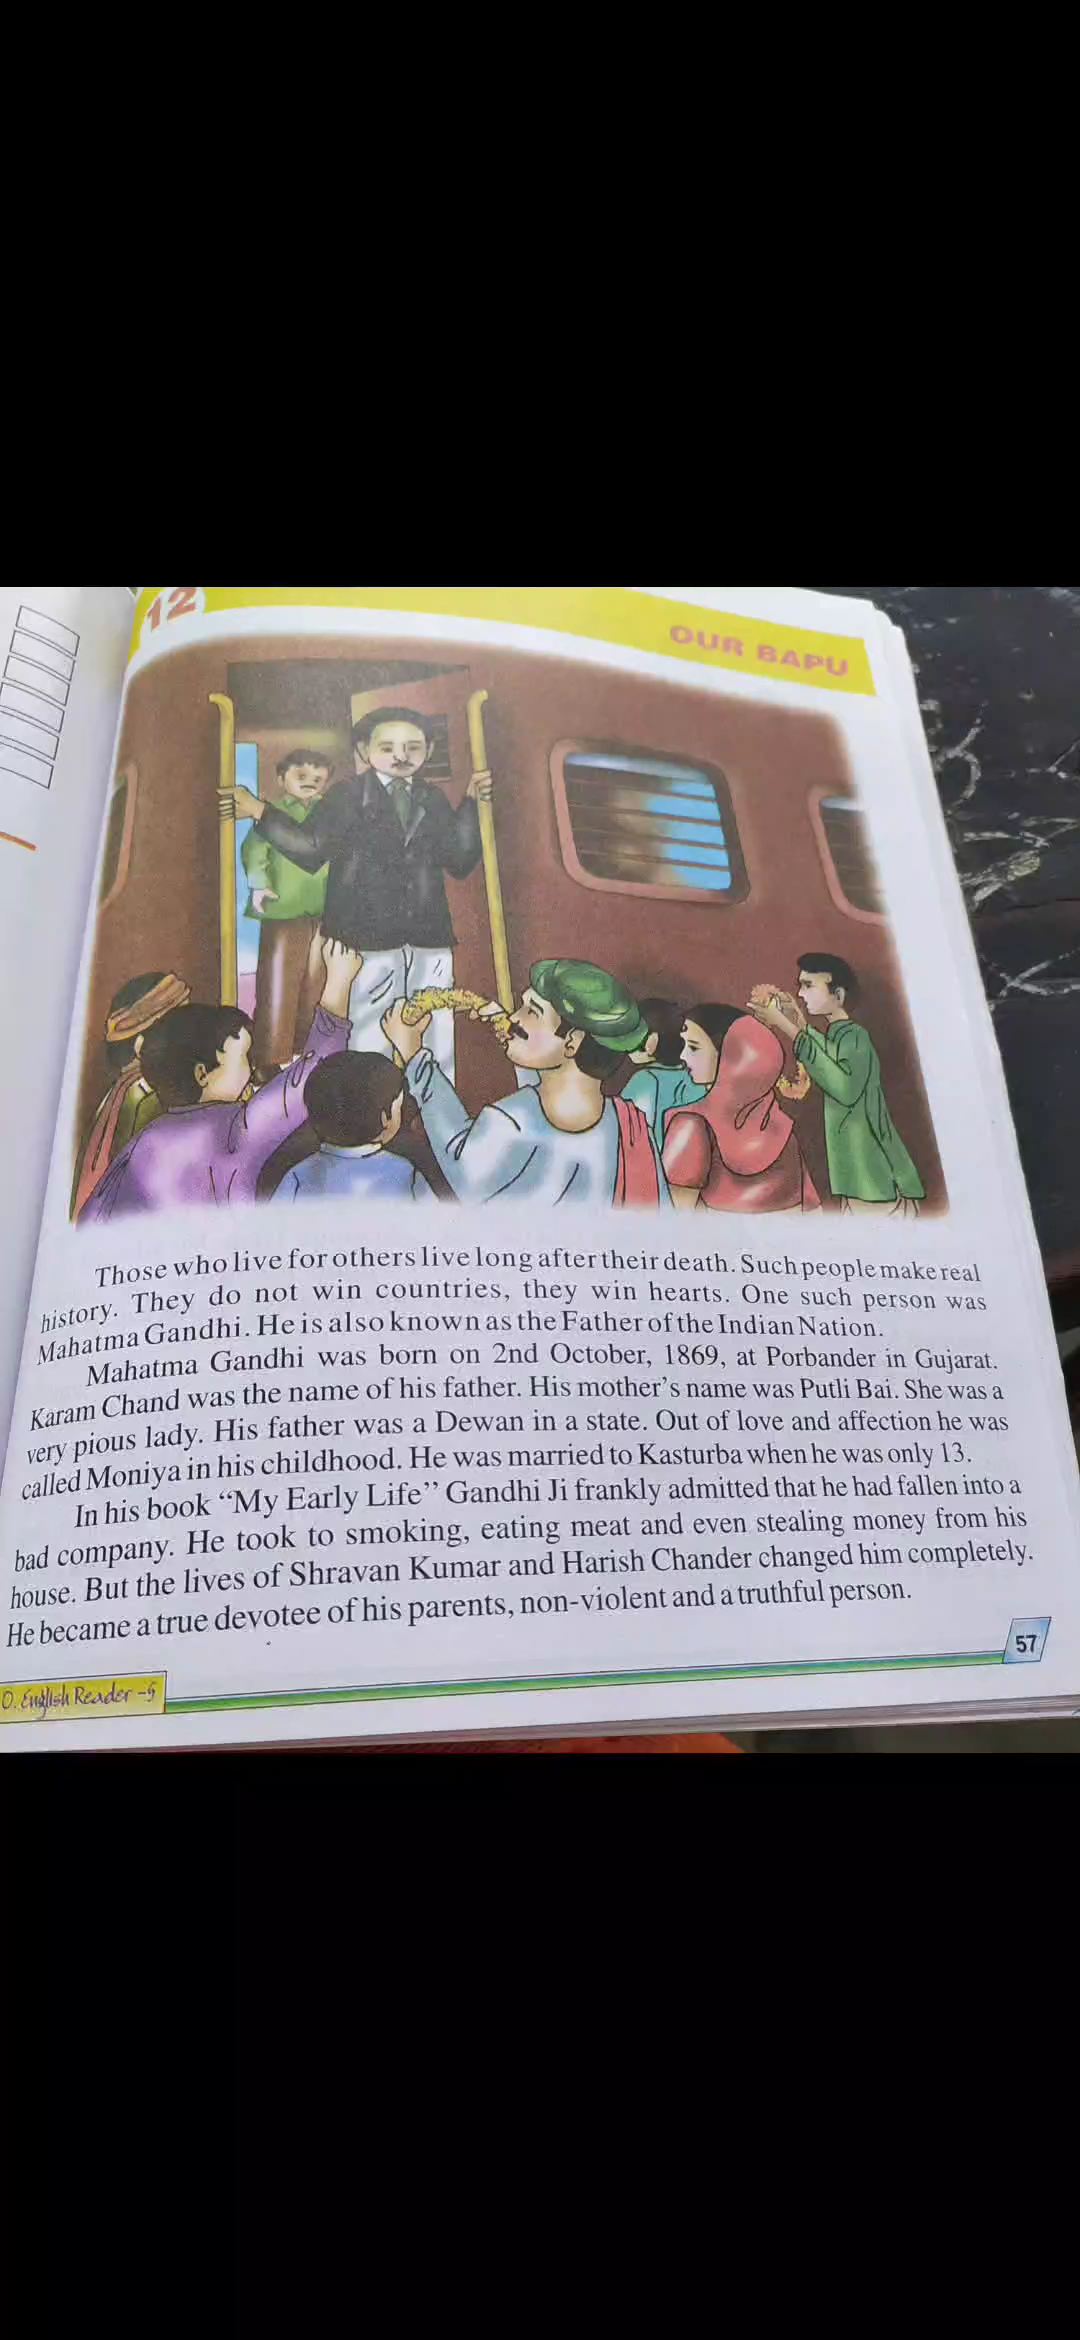 12
OUR BAPU
Those who live for others live long after their death. Such people make real
history. They do not win countries, they win hearts. One such person was
Mahatma Gandhi. He is also known as the Father of the Indian Nation.
Mahatma Gandhi was born on 2nd October, 1869, at Porbander in Gujarat.
Karam Chand was the name of his father. His mother's name was Putli Bai. She was a
very pious lady. His father was a Dewan in a state. Out of love and affection he was
called Moniya in his childhood. He was married to Kasturba when he was only 13.
In his book “My Early Life” Gandhi Ji frankly admitted that he had fallen into a
bad company. He took to smoking, eating meat and even stealing money from his
house. But the lives of Shravan Kumar and Harish Chander changed him completely.
He became a true devotee of his parents, non-violent and a truthful person.
57
O. English Reader -5